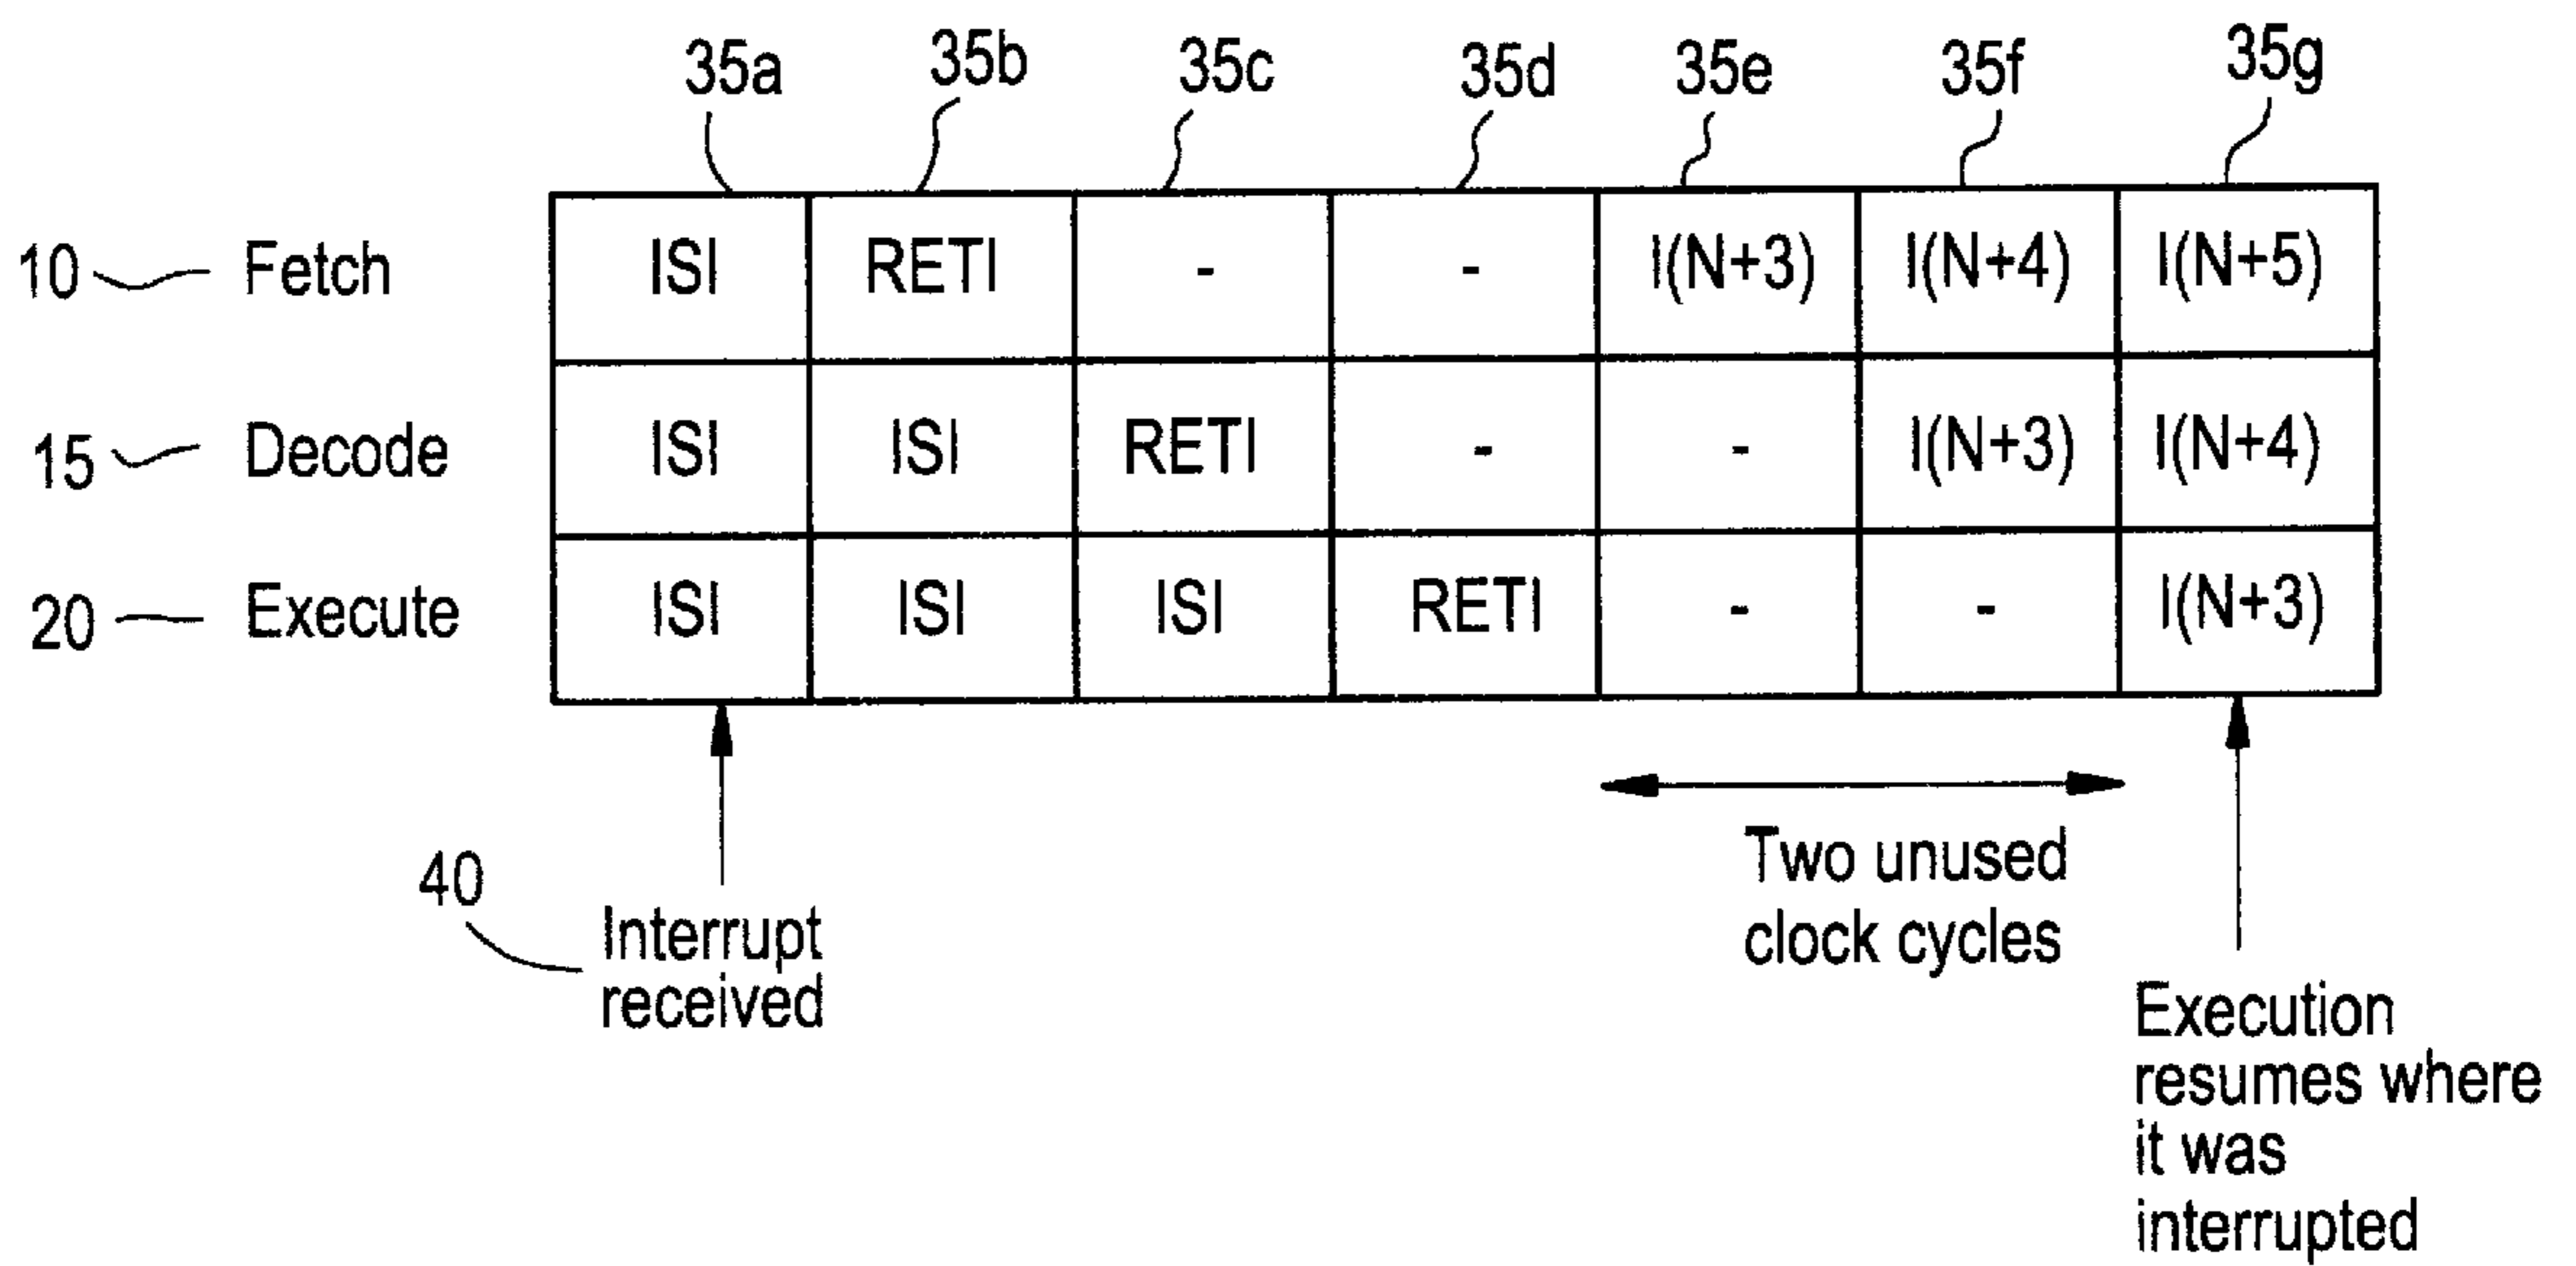 35a 35b 35c 35d 35e 35f 35g
10 Fetch ISI RETI - - I(N+3) I(N+4) I(N+5)
15 Decode ISI ISI RETI - - I(N+3) I(N+4)
20 Execute ISI ISI ISI RETI - - I(N+3)
40
Interrupt
received
Two unused
clock cycles
Execution
resumes where
it was
interrupted